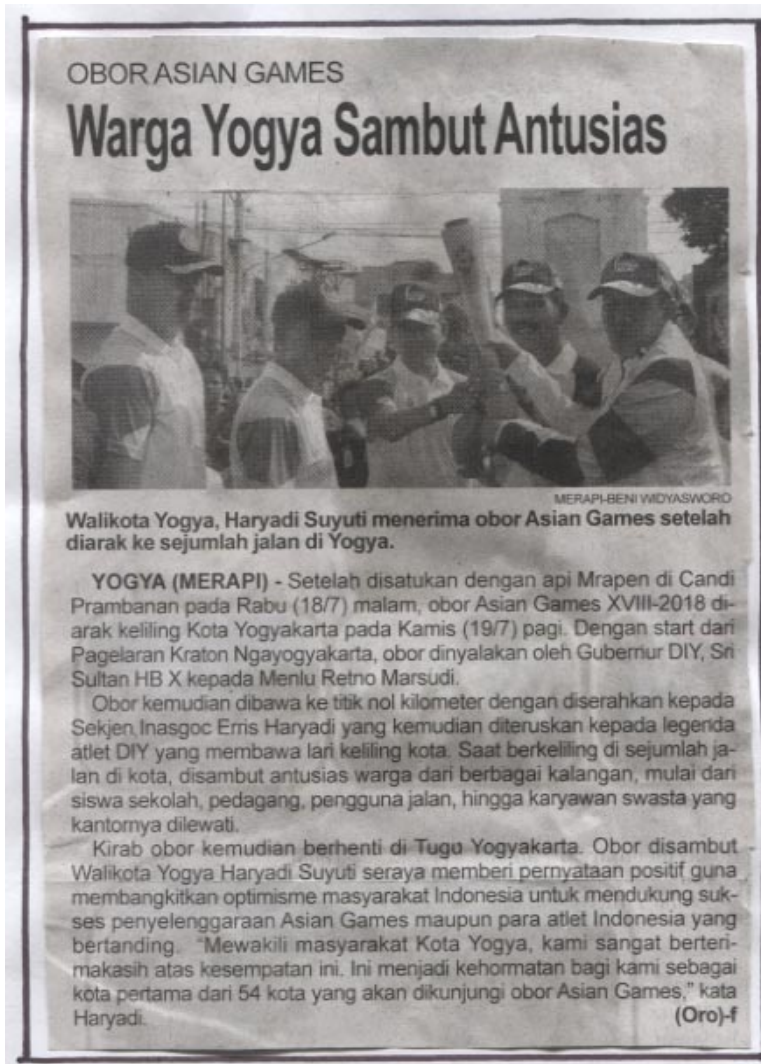 OBOR ASIAN GAMES
Warga Yogya Sambut Antusias
MERAPI-BENI WIDYASWORO
Walikota Yogya, Haryadi Suyuti menerima obor Asian Games setelah
diarak ke sejumlah jalan di Yogya.
YOGYA (MERAPI) - Setelah disatukan dengan api Mrapen di Candi
Prambanan pada Rabu (18/7) malam, obor Asian Games XVIII-2018 di-
arak keliling Kota Yogyakarta pada Kamis (19/7) pagi. Dengan start dari
Pagelaran Kraton Ngayogyakarta, obor dinyalakan oleh Gubernur DIY, Sri
Sultan HB X kepada Menlu Retno Marsudi.
Obor kemudian dibawa ke titik nol kilometer dengan diserahkan kepada
Sekjen Inasgoc Erris Haryadi yang kemudian diteruskan kepada legenda
atlet DIY yang membawa lari keliling kota. Saat berkeliling di sejumlah ja-
lan di kota, disambut antusias warga dari berbagai kalangan, mulai dari
siswa sekolah, pedagang, pengguna jalan, hingga karyawan swasta yang
kantornya dilewati.
Kirab obor kemudian berhenti di Tugu Yogyakarta. Obor disambut
Walikota Yogya Haryadi Suyuti seraya memberi pernyataan positif guna
membangkitkan optimisme masyarakat Indonesia untuk mendukung suk-
ses penyelenggaraan Asian Games maupun para atlet Indonesia yang
bertanding. "Mewakili masyarakat Kota Yogya, kami sangat berteri-
makasih atas kesempatan ini. Ini menjadi kehormatan bagi kami sebagai
kota pertama dari 54 kota yang akan dikunjungi obor Asian Games," kata
Haryadi. (Oro)-f